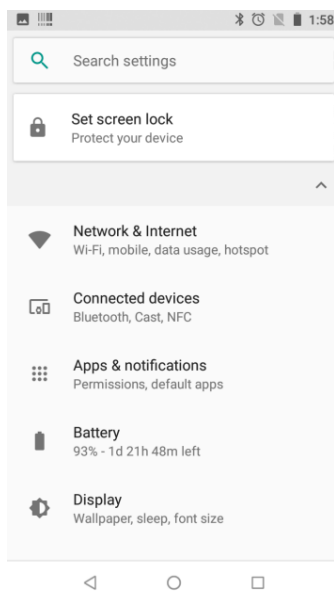 1:58
Search settings
Set screen lock
Protect your device
Network & Internet
Wi-Fi, mobile, data usage, hotspot
Connected devices
Bluetooth, Cast, NFC
Apps & notifications
Permissions, default apps
Battery
93% - 1d 21h 48m left
Display
Wallpaper, sleep, font size